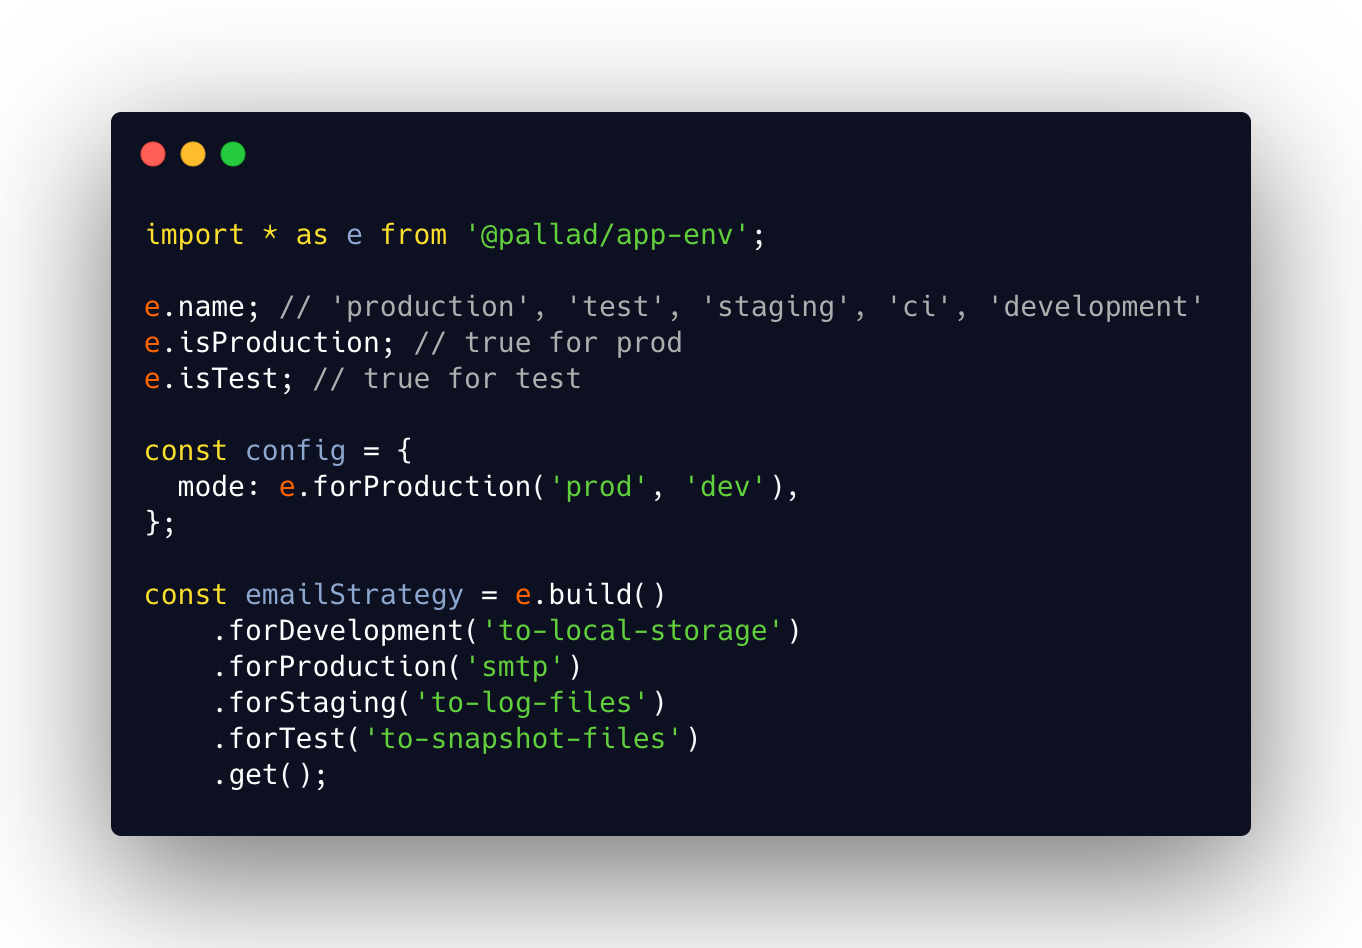 import * as e from '@pallad/app-env';
e.name; // 'production', 'test', 'staging', 'ci', 'development'
e.isProduction; // true for prod
e.isTest; // true for test
const config = {
  mode: e.forProduction('prod', 'dev'),
};
const emailStrategy = e.build()
    .forDevelopment('to-local-storage')
    .forProduction('smtp')
    .forStaging('to-log-files')
    .forTest('to-snapshot-files')
    .get();